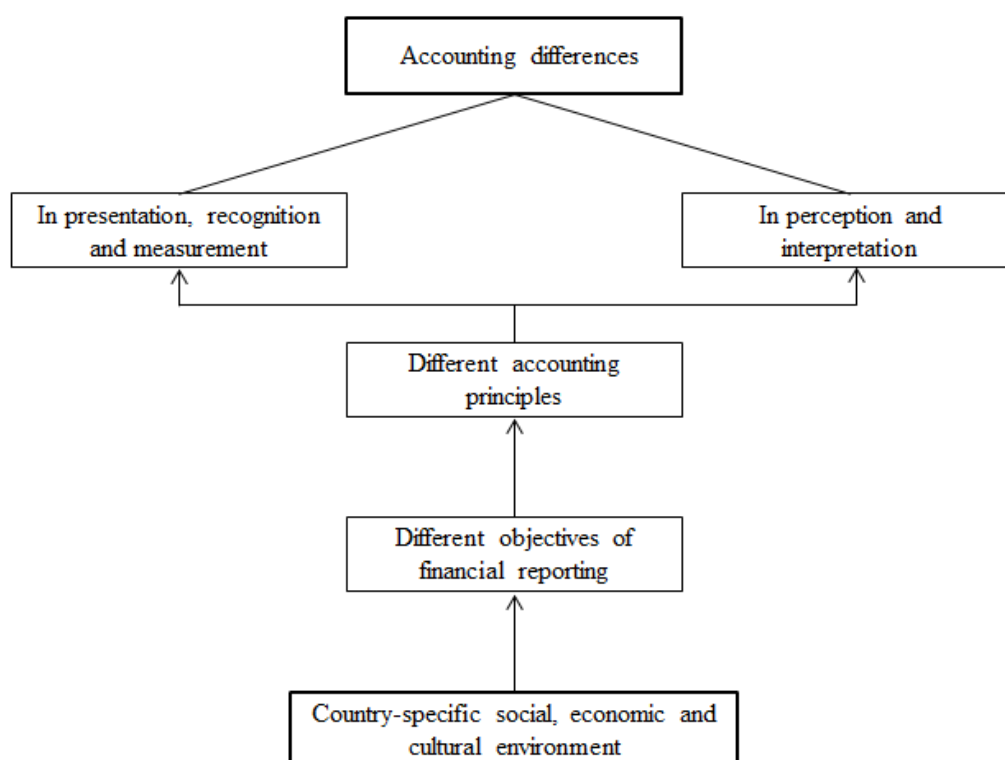 Accounting differences
In presentation, recognition
and measurement
In perception and
interpretation
Different accounting
principles
Different objectives of
financial reporting
Country-specific social, economic and
cultural environment